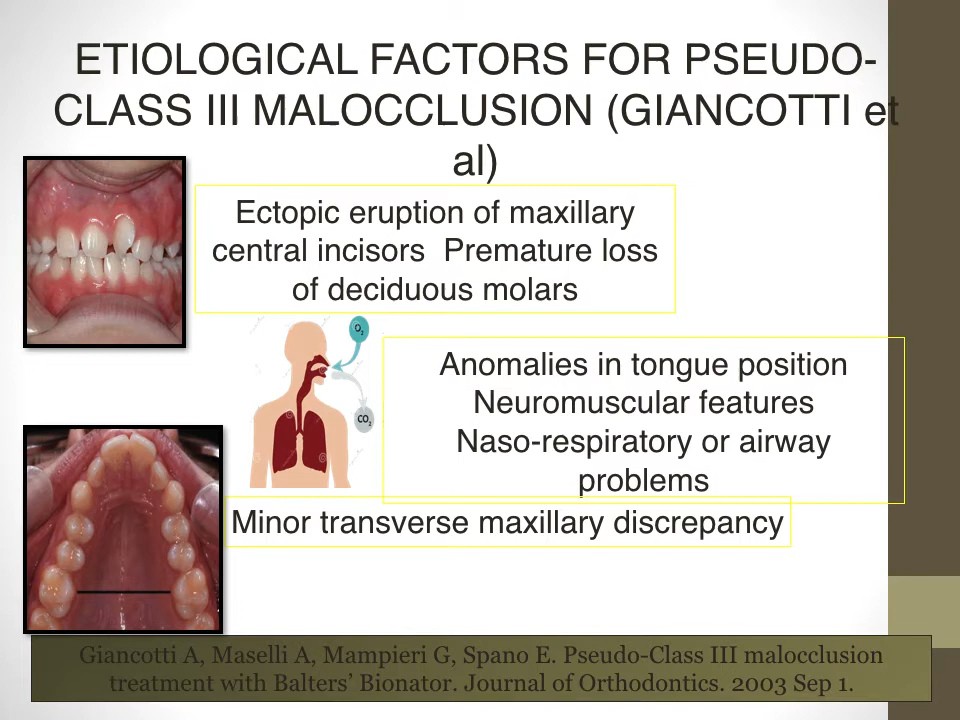 ETIOLOGICAL FACTORS FOR PSEUDO-
CLASS III MALOCCLUSION (GIANCOTTI et
al)
Ectopic eruption of maxillary
central incisors  Premature loss
of deciduous molars
O₂
CO₂
Anomalies in tongue position
Neuromuscular features
Naso-respiratory or airway
problems
Minor transverse maxillary discrepancy
Giancotti A, Maselli A, Mampieri G, Spano E. Pseudo-Class III malocclusion
treatment with Balters’ Bionator. Journal of Orthodontics. 2003 Sep 1.